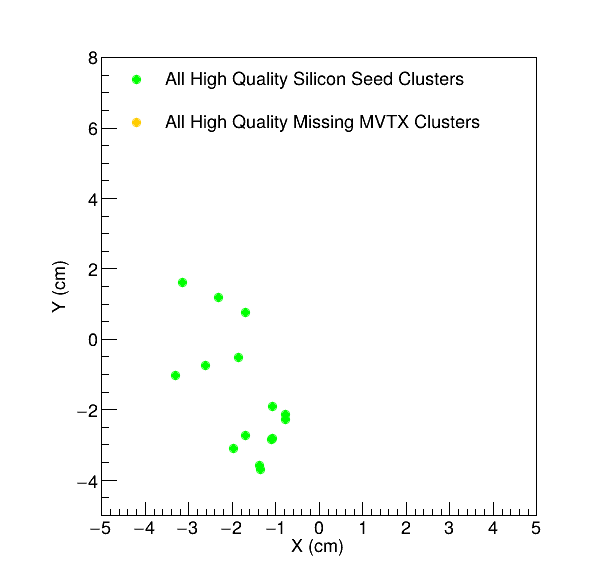 8
All High Quality Silicon Seed Clusters
All High Quality Missing MVTX Clusters
6
4
2
0
−2
−4
Y (cm)
−5 −4 −3 −2 −1 0 1 2 3 4 5
X (cm)